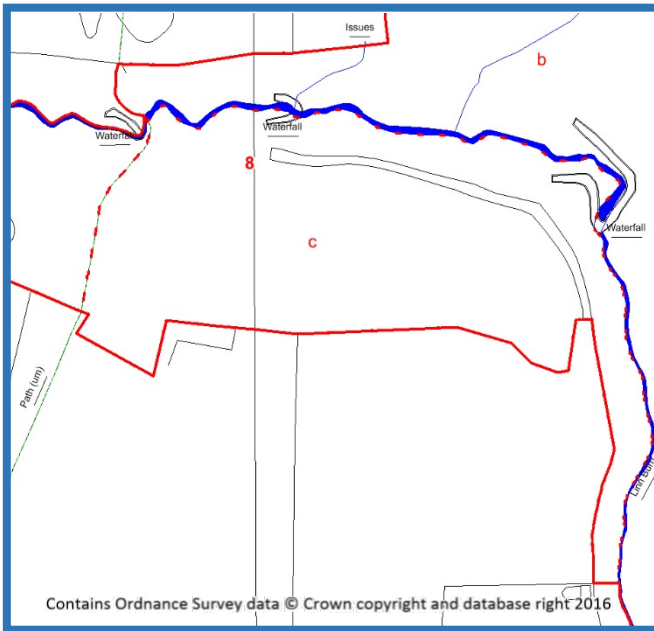 Issues
b
Waterfall
Waterfall
8
Waterfall
c
Path (um)
Linn Burn
Contains Ordnance Survey data © Crown copyright and database right 2016